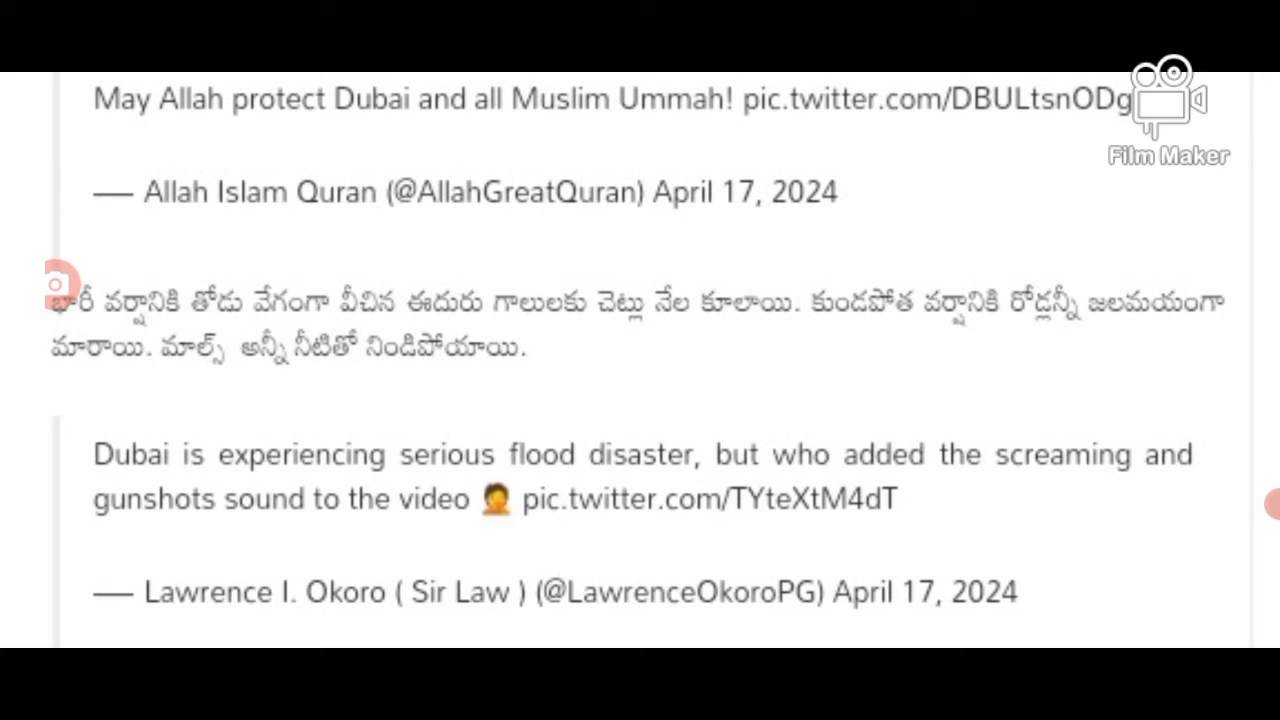 May Allah protect Dubai and all Muslim Ummah! pic.twitter.com/DBULtsnODg
Film Maker
— Allah Islam Quran (@AllahGreatQuran) April 17, 2024
భారీ వర్షానికి తోడు వేగంగా వీచిన ఈదురు గాలులకు చెట్లు నేల కూలాయి. కుండపోత వర్షానికి రోడ్లన్నీ జలమయంగా
మారాయి. మాల్స్ అన్నీ నీటితో నిండిపోయాయి.
Dubai is experiencing serious flood disaster, but who added the screaming and
gunshots sound to the video 🤦 pic.twitter.com/TYteXtM4dT
— Lawrence I. Okoro ( Sir Law ) (@LawrenceOkoroPG) April 17, 2024